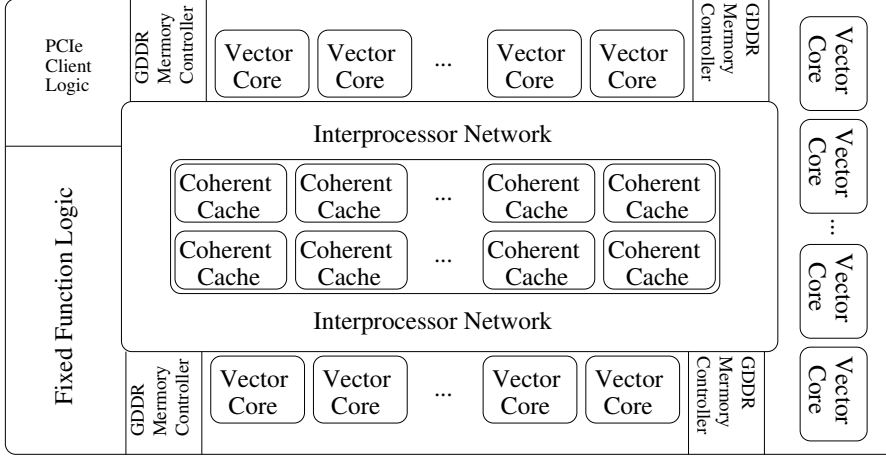 PCIe
Client
Logic
GDDR
Mermory
Controller
Vector
Core
Vector
Core
...
Vector
Core
Vector
Core
GDDR
Mermory
Controller
Vector
Core
Vector
Core
...
Vector
Core
Vector
Core
Interprocessor Network
Coherent
Cache
Coherent
Cache
...
Coherent
Cache
Coherent
Cache
Coherent
Cache
Coherent
Cache
...
Coherent
Cache
Coherent
Cache
Interprocessor Network
Fixed Function Logic
GDDR
Mermory
Controller
Vector
Core
Vector
Core
...
Vector
Core
Vector
Core
GDDR
Mermory
Controller